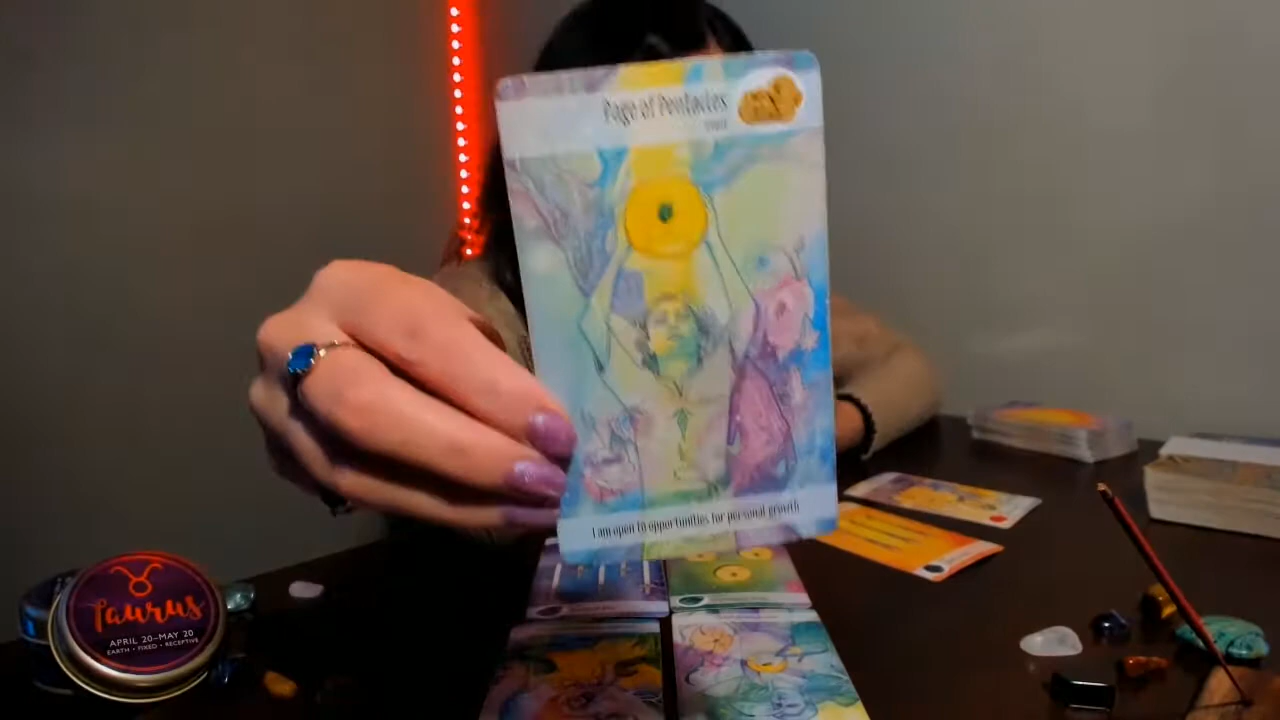 Page of Pentacles
I am open to opportunities for personal growth
Taurus
APRIL 20-MAY 20
EARTH • FIXED • RECEPTIVE